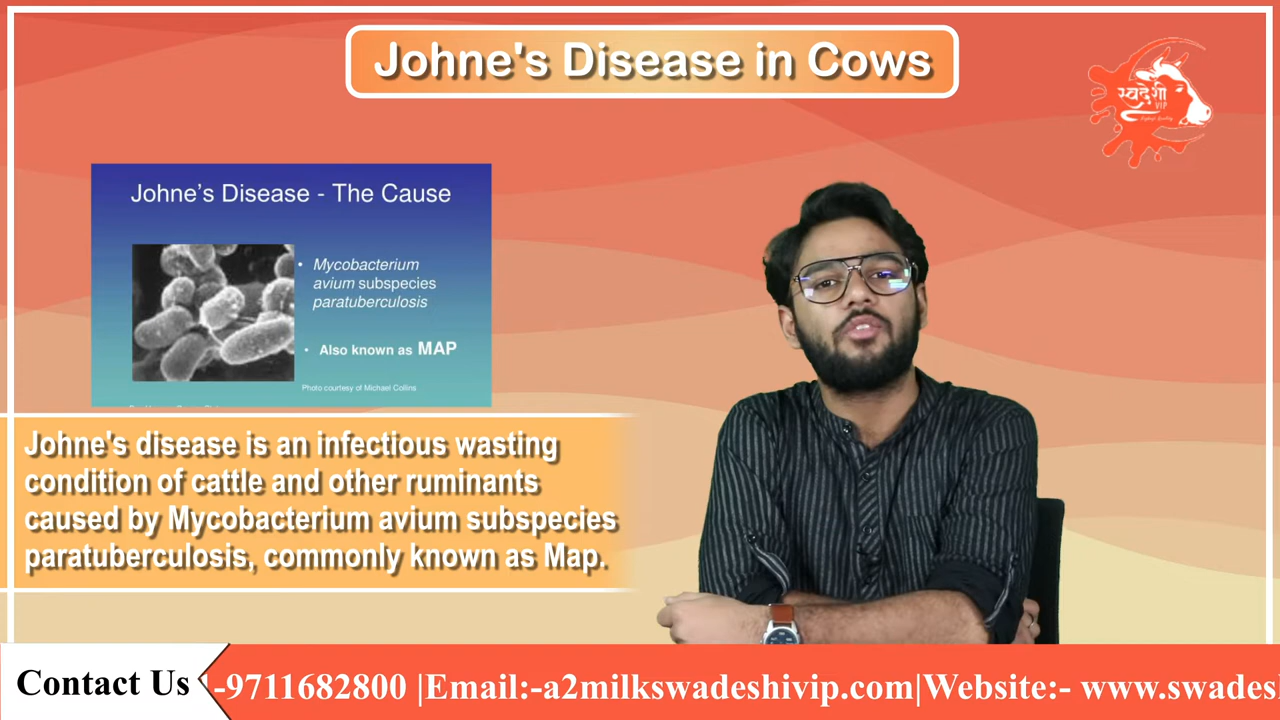 Johne's Disease in Cows
स्वदेशी
VIP
Johne's Disease - The Cause
• Mycobacterium
avium subspecies
paratuberculosis
• Also known as MAP
Photo courtesy of Michael Collins
Johne's disease is an infectious wasting
condition of cattle and other ruminants
caused by Mycobacterium avium subspecies
paratuberculosis, commonly known as Map.
Contact Us
-9711682800 |Email:-a2milkswadeshivip.com|Website:- www.swades